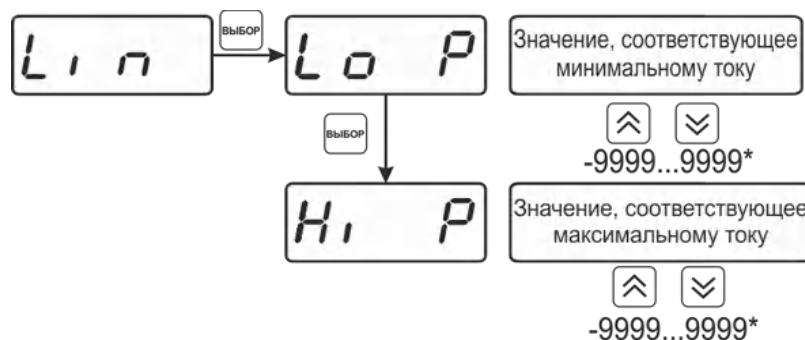 Lin
ВЫБОР
Lo P
Значение, соответствующее
минимальному току
-9999...9999*
ВЫБОР
Hi P
Значение, соответствующее
максимальному току
-9999...9999*